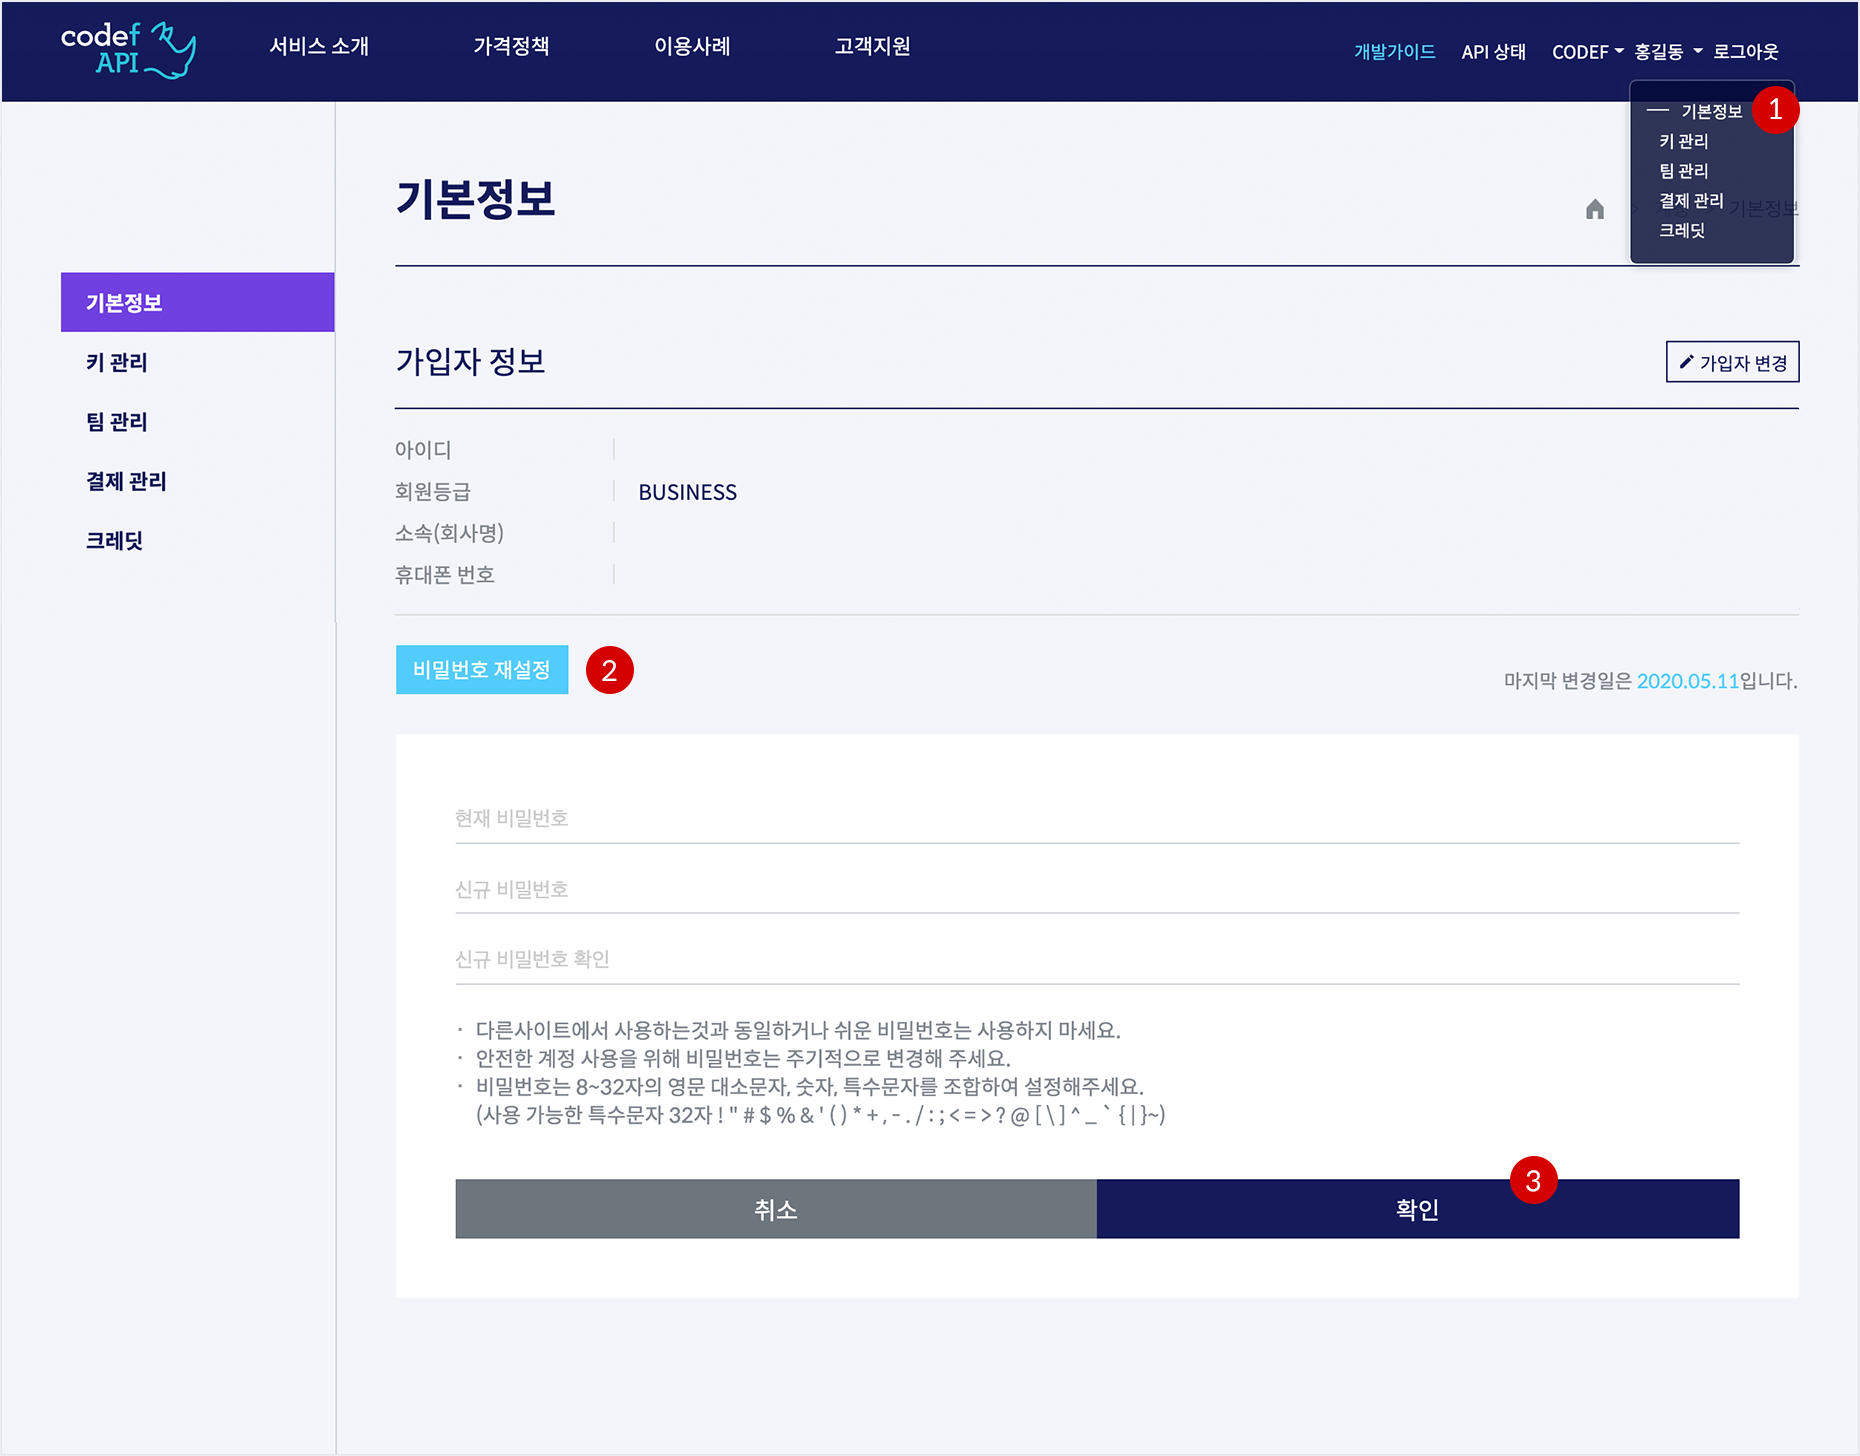 codef
API
서비스 소개
가격정책
이용사례
고객지원
개발가이드
API 상태
CODEF
홍길동
로그아웃
기본정보
1
키 관리
팀 관리
결제 관리
크레딧
기본정보
기본정보
기본정보
키 관리
팀 관리
결제 관리
크레딧
가입자 정보
가입자 변경
아이디
회원등급
BUSINESS
소속(회사명)
휴대폰 번호
비밀번호 재설정
2
마지막 변경일은 2020.05.11입니다.
현재 비밀번호
신규 비밀번호
신규 비밀번호 확인
· 다른사이트에서 사용하는것과 동일하거나 쉬운 비밀번호는 사용하지 마세요.
· 안전한 계정 사용을 위해 비밀번호는 주기적으로 변경해 주세요.
· 비밀번호는 8~32자의 영문 대소문자, 숫자, 특수문자를 조합하여 설정해주세요.
(사용 가능한 특수문자 32자 ! " # $ % & ' ( ) * + , - . / : ; < = > ? @ [ \ ] ^ _ ` { | }~)
취소
3
확인